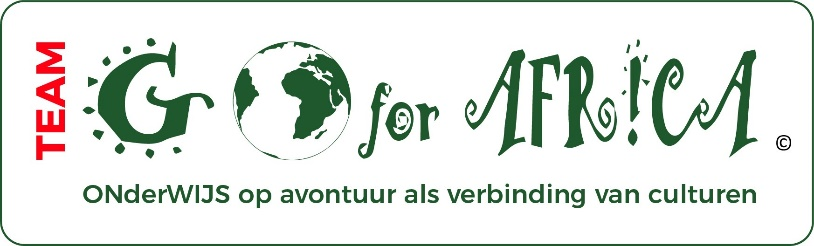 TEAM
GO for AFR!CA ©
ONderWIJS op avontuur als verbinding van culturen